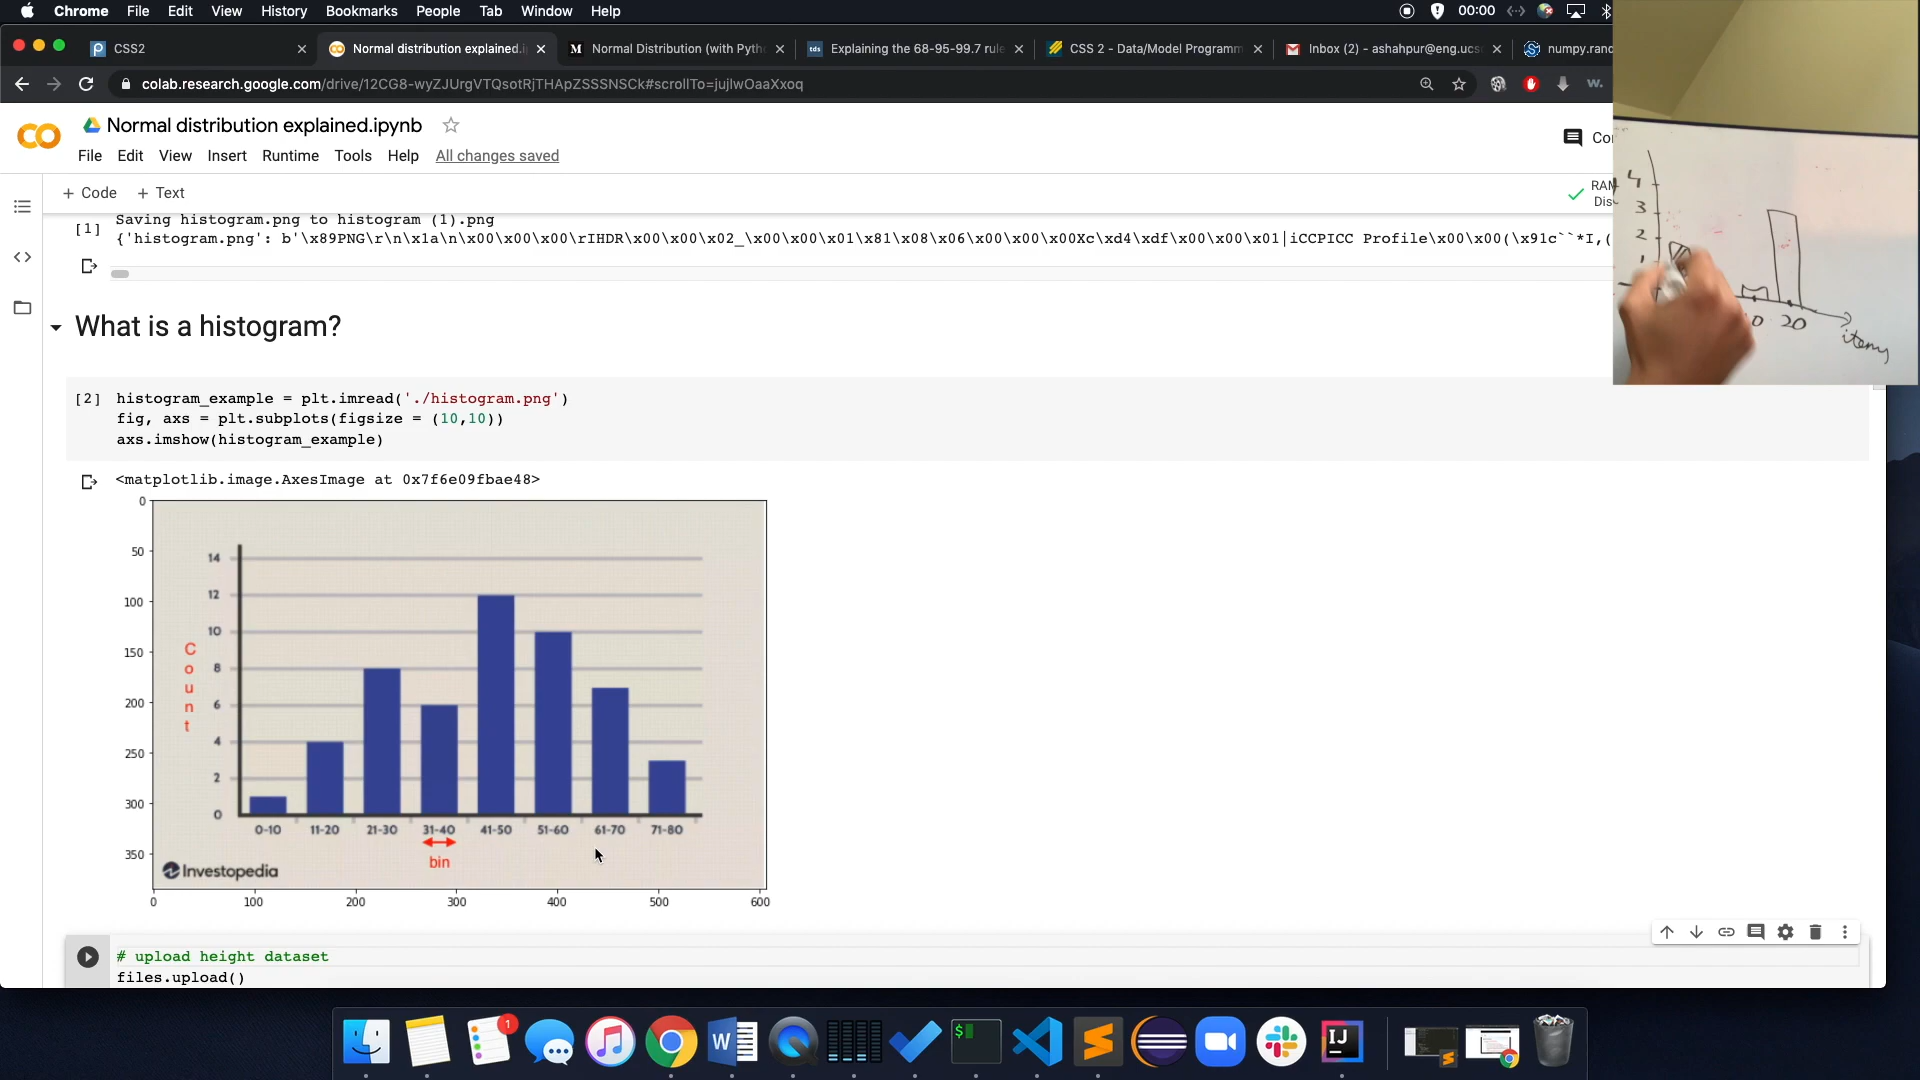 Chrome File Edit View History Bookmarks People Tab Window Help 00:00
CSS2 Normal distribution explained.i Normal Distribution (with Pyth Explaining the 68-95-99.7 rule CSS 2 - Data/Model Programm Inbox (2) - ashahpur@eng.ucs numpy.rand
colab.research.google.com/drive/12CG8-wyZJUrgVTQsotRjTHApZSSSNSCk#scrollTo=jujlwOaaXxoq
Normal distribution explained.ipynb
File Edit View Insert Runtime Tools Help All changes saved
+ Code + Text
RAM
Dis
[1] Saving histogram.png to histogram (1).png
{'histogram.png': b'\x89PNG\r\n\x1a\n\x00\x00\x00\rIHDR\x00\x00\x02_\x00\x00\x01\x81\x08\x06\x00\x00\x00Xc\xd4\xdf\x00\x00\x01|iCCPICC Profile\x00\x00(\x91c``*I,(
What is a histogram?
[2] histogram_example = plt.imread('./histogram.png')
fig, axs = plt.subplots(figsize = (10,10))
axs.imshow(histogram_example)
<matplotlib.image.AxesImage at 0x7f6e09fbae48>
0
50
100
150
200
250
300
350
14
12
10
8
6
4
2
0
Count
0-10 11-20 21-30 31-40 41-50 51-60 61-70 71-80
bin
Investopedia
0 100 200 300 400 500 600
# upload height dataset
files.upload()
4
3
2
1
20
items
1
W
$
IJ